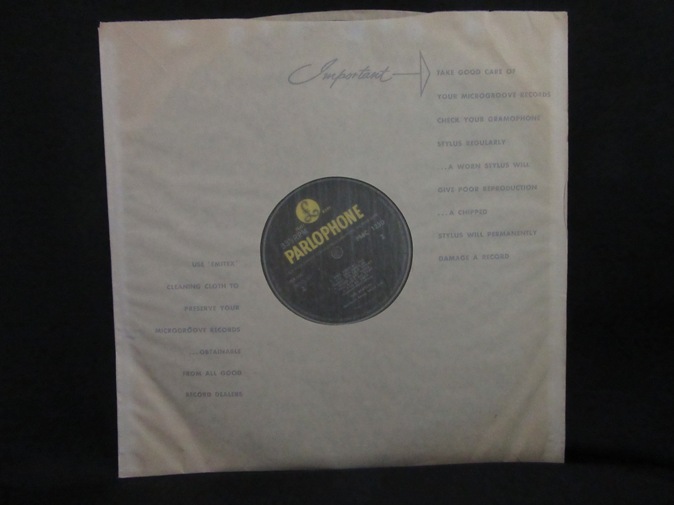 Important
TAKE GOOD CARE OF
YOUR MICROGROOVE RECORDS
CHECK YOUR GRAMOPHONE
STYLUS REGULARLY
...A WORN STYLUS WILL
GIVE POOR REPRODUCTION
...A CHIPPED
STYLUS WILL PERMANENTLY
DAMAGE A RECORD
PARLOPHONE
USE "EMITEX"
CLEANING CLOTH TO
PRESERVE YOUR
MICROGROOVE RECORDS
...OBTAINABLE
FROM ALL GOOD
RECORD DEALERS